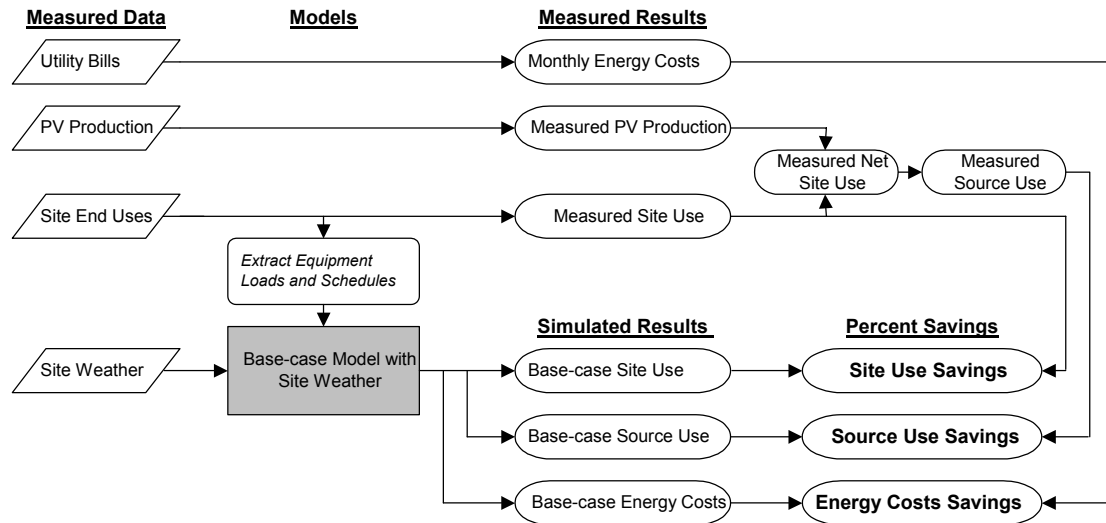 Measured Data
Models
Measured Results
Utility Bills
Monthly Energy Costs
PV Production
Measured PV Production
Measured Net
Site Use
Measured
Source Use
Site End Uses
Measured Site Use
Extract Equipment
Loads and Schedules
Simulated Results
Percent Savings
Site Weather
Base-case Model with
Site Weather
Base-case Site Use
Site Use Savings
Base-case Source Use
Source Use Savings
Base-case Energy Costs
Energy Costs Savings